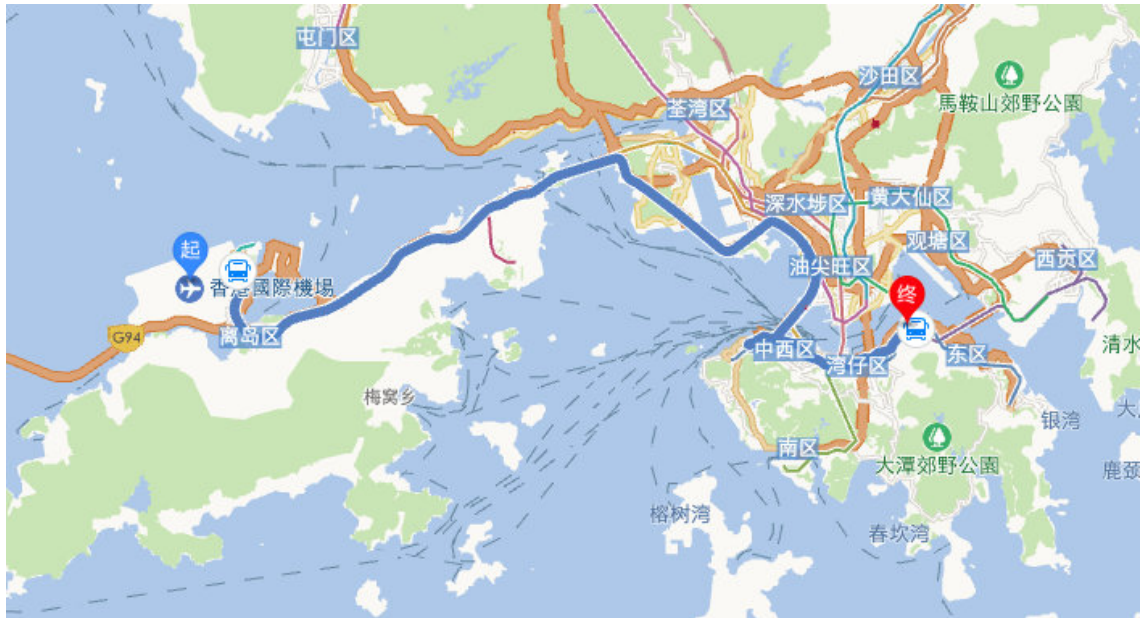 屯门区
沙田区
馬鞍山郊野公園
荃湾区
深水埗区
黄大仙区
观塘区
西贡区
起
油尖旺区
香港國際機場
终
G94
离岛区
中西区
湾仔区
东区
清水
梅窝乡
银湾
大
南区
大潭郊野公園
鹿颈
榕树湾
春坎湾